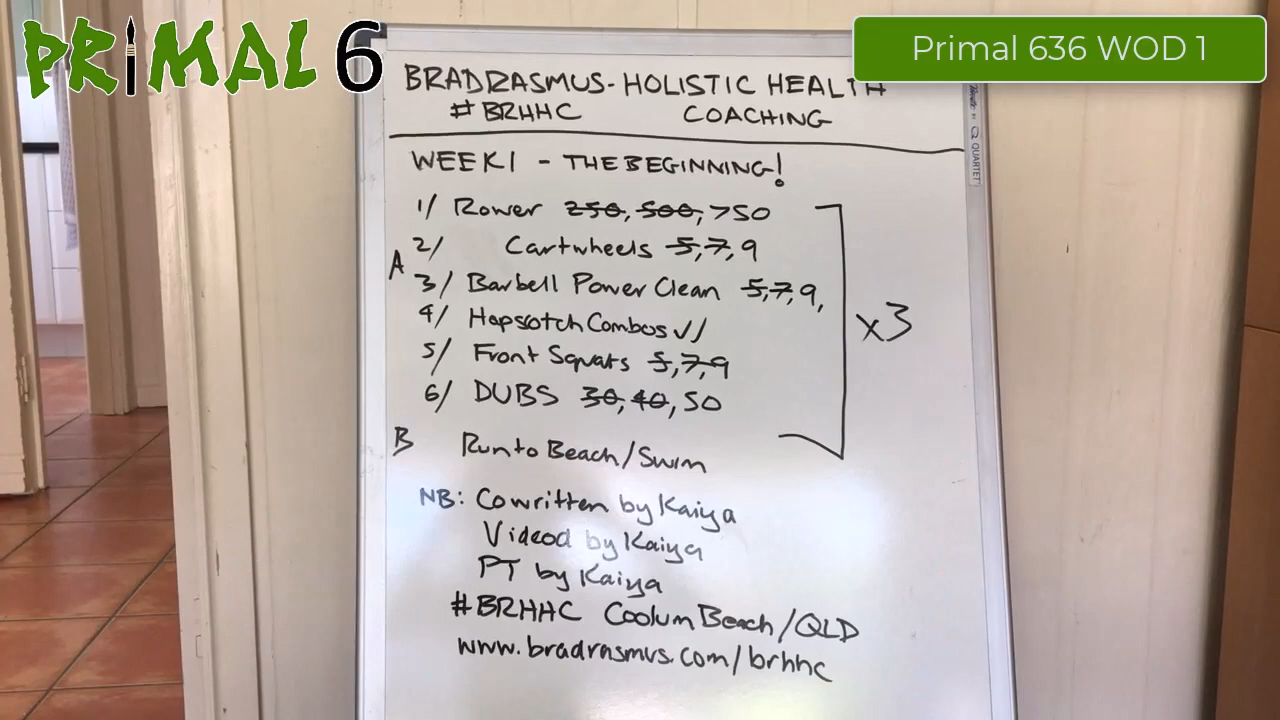 PRIMAL 6
Primal 636 WOD 1
BRADRASMUS-HOLISTIC HEALTH
#BRHHC COACHING
WEEK1 - THE BEGINNING!
1/ Rower 250, 500, 750
2/ Cartwheels 5,7,9
A
3/ Barbell Power Clean 5,7,9,
4/ Hopsotch Combos √√
x3
5/ Front Squats 5,7,9
6/ DUBS 30, 40, 50
B Run to Beach/Swim
NB: Cowritten by Kaiya
Videod by Kaiya
PT by Kaiya
#BRHHC Coolum Beach/QLD
www.bradrasmus.com/brhhc
QUARTET